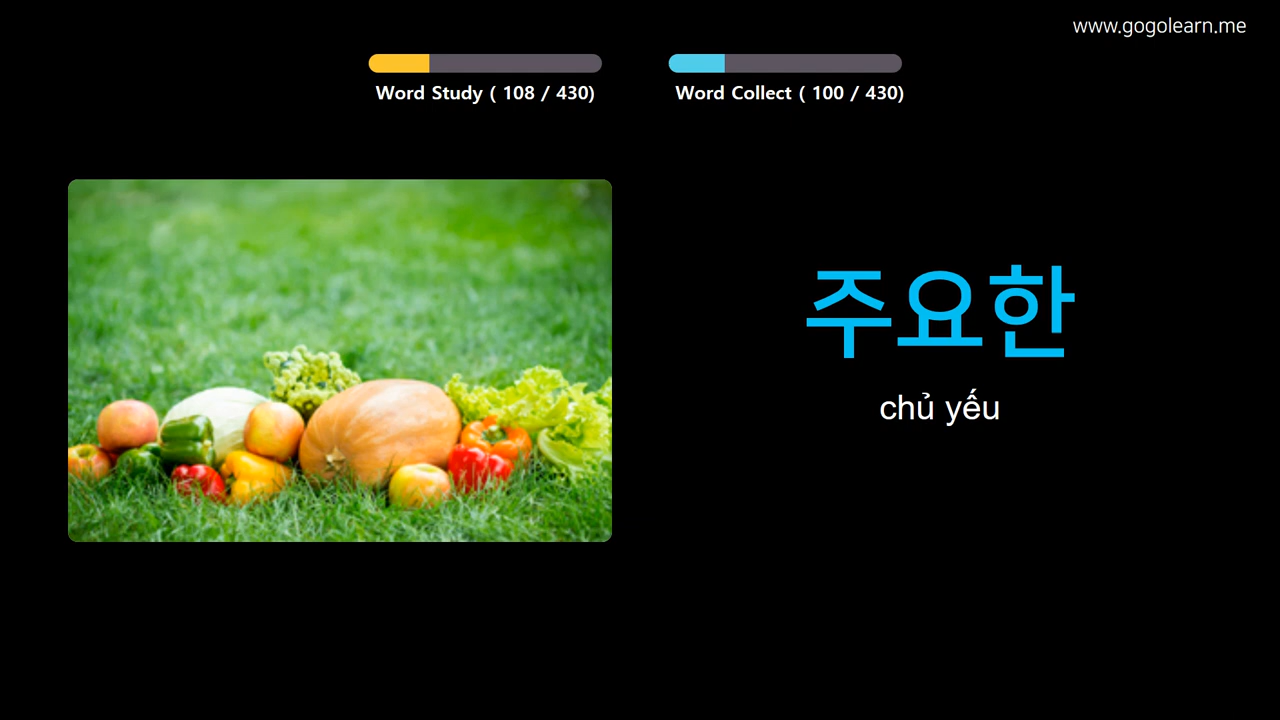 www.gogolearn.me
Word Study ( 108 / 430)
Word Collect ( 100 / 430)
주요한
chủ yếu